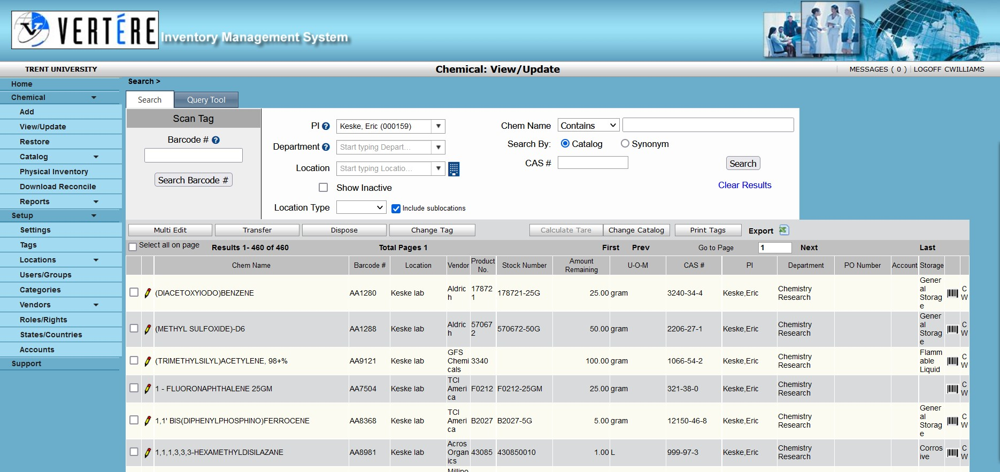 VERTÉRE Inventory Management System
TRENT UNIVERSITY
Chemical: View/Update
MESSAGES ( 0 ) LOGOFF CWILLIAMS
Home
Chemical
Add
View/Update
Restore
Catalog
Physical Inventory
Download Reconcile
Reports
Setup
Settings
Tags
Locations
Users/Groups
Categories
Vendors
Roles/Rights
States/Countries
Accounts
Support
Search >
Search Query Tool
Scan Tag
Barcode # ?
Search Barcode #
PI ? Keske, Eric (000159)
Department ? Start typing Depart...
Location Start typing Locatio...
Show Inactive
Location Type Include sublocations
Chem Name Contains
Search By: Catalog Synonym
CAS #
Search
Clear Results
Multi Edit Transfer Dispose Change Tag Calculate Tare Change Catalog Print Tags Export
Select all on page Results 1- 460 of 460 Total Pages 1 First Prev Go to Page 1 Next Last
Chem Name Barcode # Location Vendor Product No. Stock Number Amount Remaining U-O-M CAS # PI Department PO Number Account Storage
(DIACETOXYIODO)BENZENE AA1280 Keske lab Aldrich 178721 178721-25G 25.00 gram 3240-34-4 Keske,Eric Chemistry Research General Storage CW
(METHYL SULFOXIDE)-D6 AA1288 Keske lab Aldrich 570672 570672-50G 50.00 gram 2206-27-1 Keske,Eric Chemistry Research General Storage CW
(TRIMETHYLSILYL)ACETYLENE, 98+% AA9121 Keske lab GFS Chemicals 3340 100.00 gram 1066-54-2 Keske,Eric Chemistry Research Flammable Liquid CW
1 - FLUORONAPHTHALENE 25GM AA7504 Keske lab TCI America F0212 F0212-25GM 25.00 gram 321-38-0 Keske,Eric Chemistry Research CW
1,1' BIS(DIPHENYLPHOSPHINO)FERROCENE AA8368 Keske lab TCI America B2027 B2027-5G 5.00 gram 12150-46-8 Keske,Eric Chemistry Research General Storage CW
1,1,1,3,3,3-HEXAMETHYLDISILAZANE AA8981 Keske lab Acros Organics 43085 430850010 1.00 L 999-97-3 Keske,Eric Chemistry Research Corrosive CW
Millipo